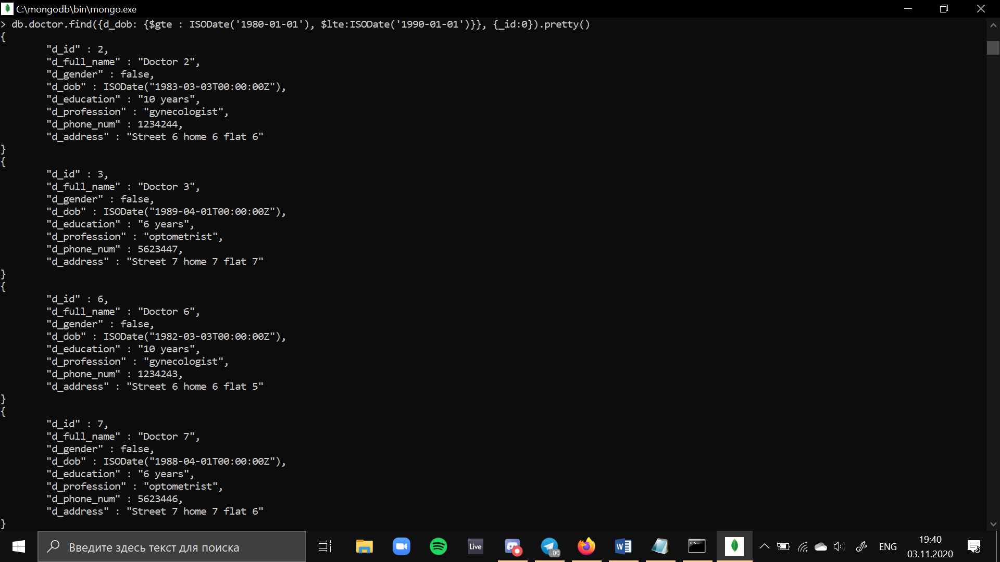 C:\mongodb\bin\mongo.exe
> db.doctor.find({d_dob: {$gte : ISODate('1980-01-01'), $lte:ISODate('1990-01-01')}}, {_id:0}).pretty()
{
"d_id" : 2,
"d_full_name" : "Doctor 2",
"d_gender" : false,
"d_dob" : ISODate("1983-03-03T00:00:00Z"),
"d_education" : "10 years",
"d_profession" : "gynecologist",
"d_phone_num" : 1234244,
"d_address" : "Street 6 home 6 flat 6"
}
{
"d_id" : 3,
"d_full_name" : "Doctor 3",
"d_gender" : false,
"d_dob" : ISODate("1989-04-01T00:00:00Z"),
"d_education" : "6 years",
"d_profession" : "optometrist",
"d_phone_num" : 5623447,
"d_address" : "Street 7 home 7 flat 7"
}
{
"d_id" : 6,
"d_full_name" : "Doctor 6",
"d_gender" : false,
"d_dob" : ISODate("1982-03-03T00:00:00Z"),
"d_education" : "10 years",
"d_profession" : "gynecologist",
"d_phone_num" : 1234243,
"d_address" : "Street 6 home 6 flat 5"
}
{
"d_id" : 7,
"d_full_name" : "Doctor 7",
"d_gender" : false,
"d_dob" : ISODate("1988-04-01T00:00:00Z"),
"d_education" : "6 years",
"d_profession" : "optometrist",
"d_phone_num" : 5623446,
"d_address" : "Street 7 home 7 flat 6"
}
Введите здесь текст для поиска
Live
..00
W
ENG
19:40
03.11.2020